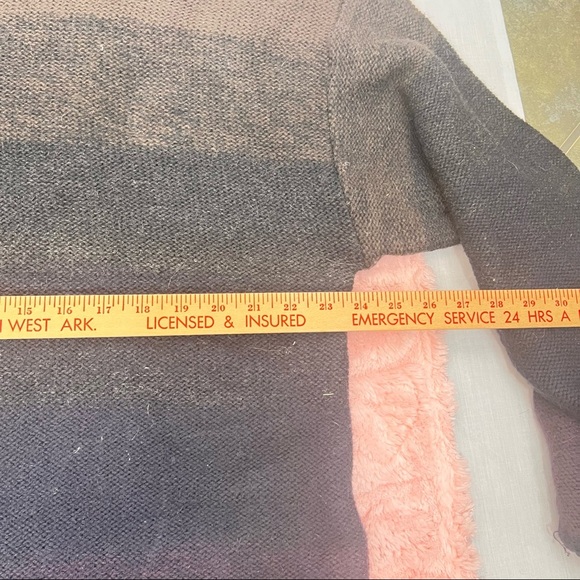 15 16 17 18 19 20 21 22 23 24 25 26 27 28 29 30
WEST ARK. LICENSED & INSURED EMERGENCY SERVICE 24 HRS A